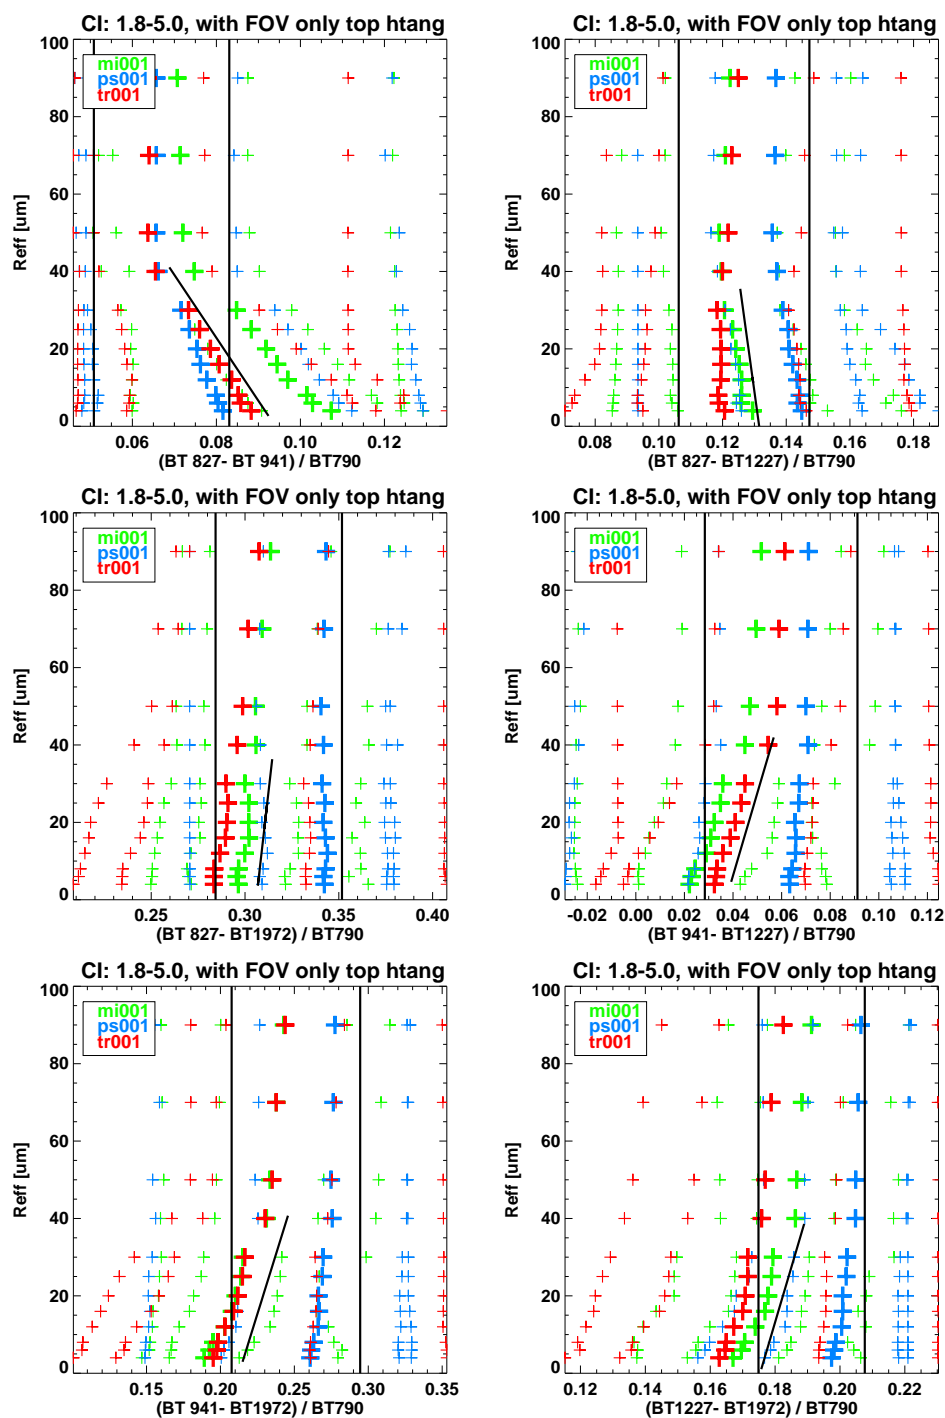 CI: 1.8-5.0, with FOV only top htang
CI: 1.8-5.0, with FOV only top htang
Reff [um]
100
80
60
40
20
0
mi001
ps001
tr001
0.06
0.08
0.10
0.12
(BT 827- BT 941) / BT790
Reff [um]
100
80
60
40
20
0
mi001
ps001
tr001
0.08
0.10
0.12
0.14
0.16
0.18
(BT 827- BT1227) / BT790
CI: 1.8-5.0, with FOV only top htang
CI: 1.8-5.0, with FOV only top htang
Reff [um]
100
80
60
40
20
0
mi001
ps001
tr001
0.25
0.30
0.35
0.40
(BT 827- BT1972) / BT790
Reff [um]
100
80
60
40
20
0
mi001
ps001
tr001
-0.02
0.00
0.02
0.04
0.06
0.08
0.10
0.12
(BT 941- BT1227) / BT790
CI: 1.8-5.0, with FOV only top htang
CI: 1.8-5.0, with FOV only top htang
Reff [um]
100
80
60
40
20
0
mi001
ps001
tr001
0.15
0.20
0.25
0.30
0.35
(BT 941- BT1972) / BT790
Reff [um]
100
80
60
40
20
0
mi001
ps001
tr001
0.12
0.14
0.16
0.18
0.20
0.22
(BT1227- BT1972) / BT790